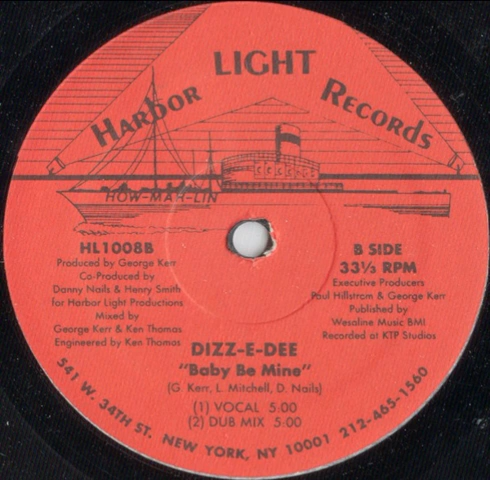 Harbor LIGHT Records
HOW-MAH-LIN
HL1008B
Produced by George Kerr
Co-Produced by
Danny Nails & Henry Smith
for Harbor Light Productions
Mixed by
George Kerr & Ken Thomas
Engineered by Ken Thomas
B SIDE
33⅓ RPM
Executive Producers
Paul Hillstrom & George Kerr
Published by
Wesaline Music BMI
Recorded at KTP Studios
DIZZ-E-DEE
"Baby Be Mine"
(G. Kerr, L. Mitchell, D. Nails)
(1) VOCAL 5:00
(2) DUB MIX 5:00
541 W. 34TH ST. NEW YORK, NY 10001 212-465-1560